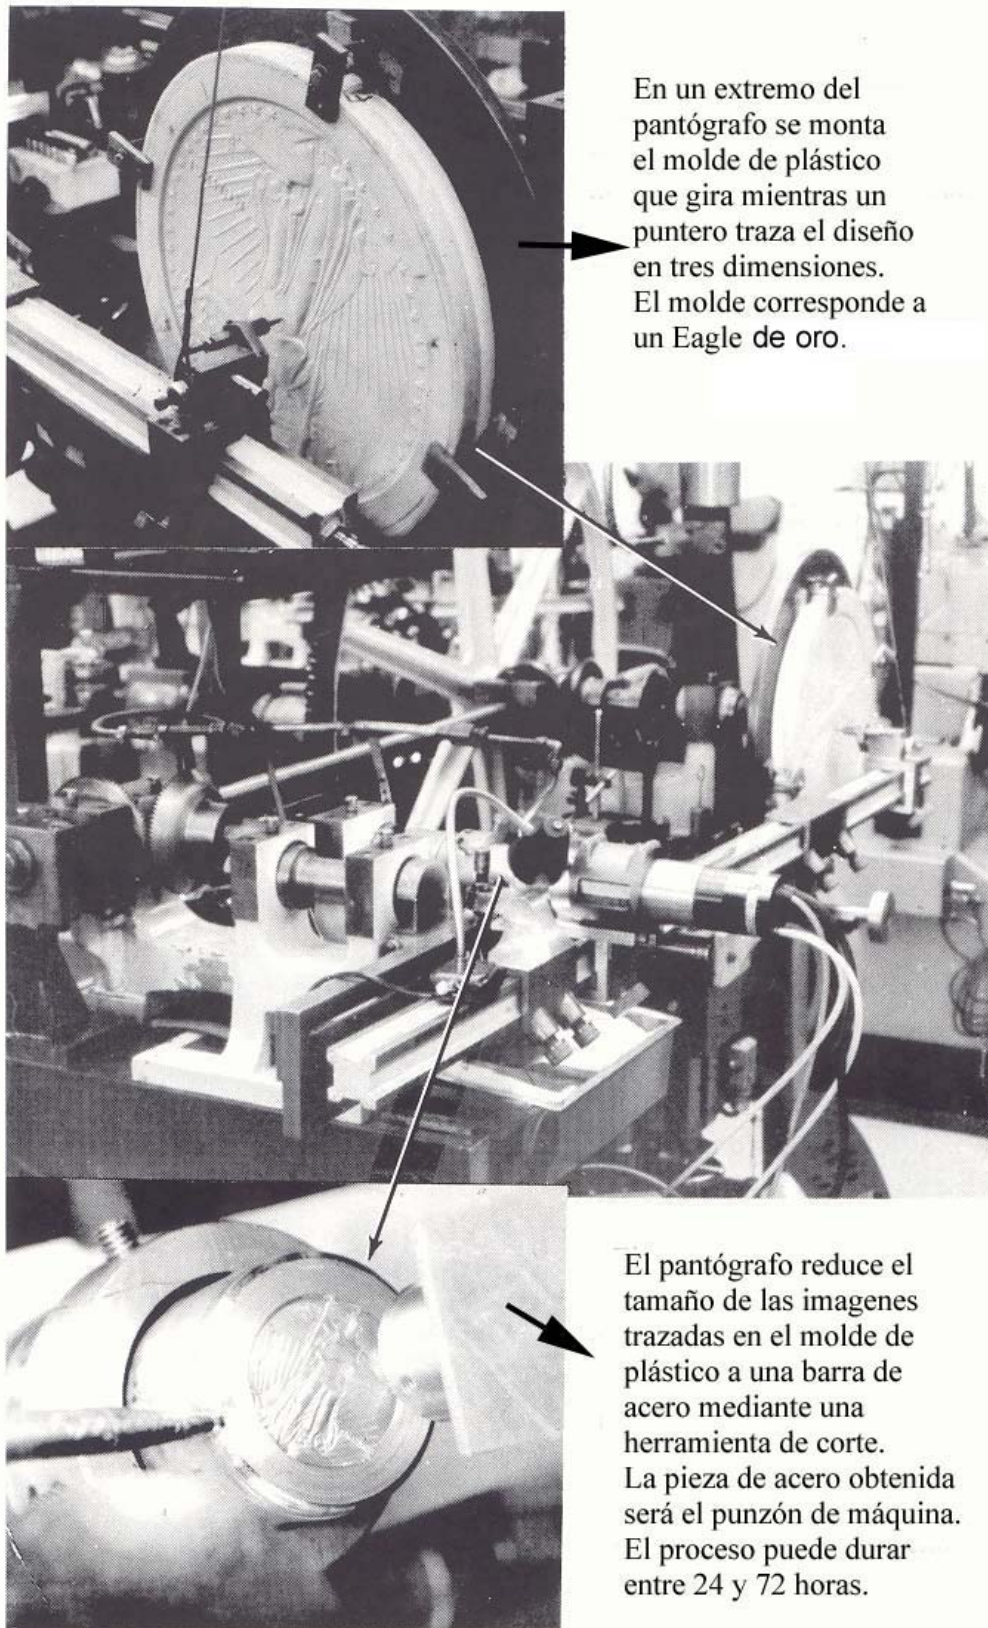 En un extremo del
pantógrafo se monta
el molde de plástico
que gira mientras un
puntero traza el diseño
en tres dimensiones.
El molde corresponde a
un Eagle de oro.
El pantógrafo reduce el
tamaño de las imagenes
trazadas en el molde de
plástico a una barra de
acero mediante una
herramienta de corte.
La pieza de acero obtenida
será el punzón de máquina.
El proceso puede durar
entre 24 y 72 horas.